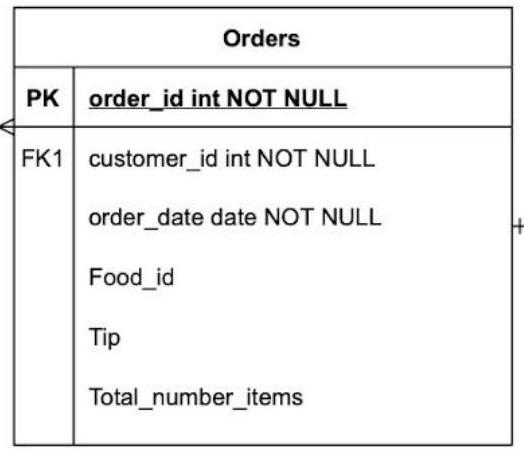 Orders
PK order_id int NOT NULL
FK1 customer_id int NOT NULL
order_date date NOT NULL
Food_id
Tip
Total_number_items